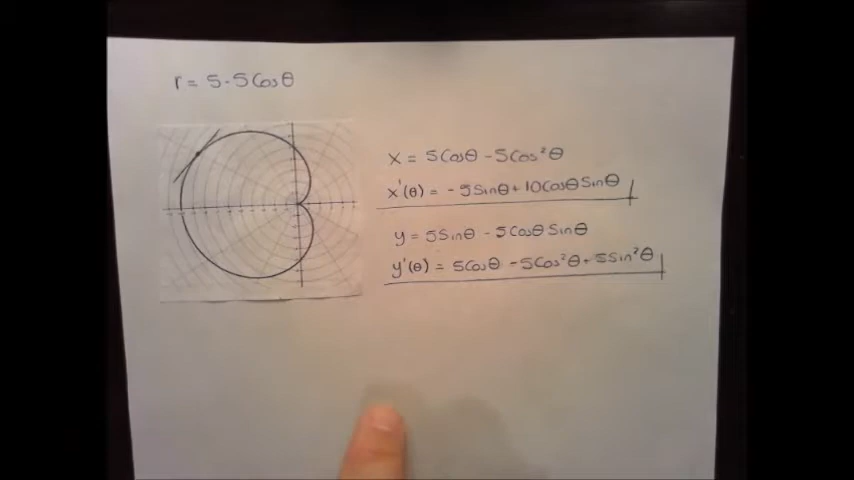 r = 5-5Cosθ
x = 5Cosθ - 5Cos²θ
x'(θ) = -5Sinθ + 10CosθSinθ
y = 5Sinθ - 5CosθSinθ
y'(θ) = 5Cosθ - 5Cos²θ + 5Sin²θ